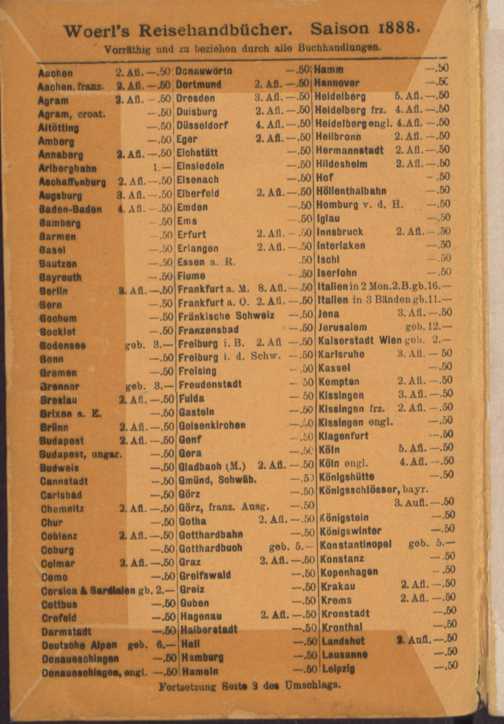 Woerl's Reisehandbücher. Saison 1888.
Vorräthig und zu beziehen durch alle Buchhandlungen.
Aachen 2. Afl. —.50
Aachen, franz. 2. Afl. —.50
Agram 2. Afl. —.50
Agram, croat. —.50
Altötting —.50
Amberg —.50
Annaberg 2. Afl. —.50
Arlbergbahn 1.—
Aschaffenburg 2. Afl. —.50
Augsburg 3. Afl. —.50
Baden-Baden 4. Afl. —.50
Bamberg —.50
Barmen —.50
Basel —.50
Bautzen —.50
Bayreuth —.50
Berlin 3. Afl. —.50
Bern —.50
Bochum —.50
Bocklet —.50
Bodensee geb. 3.—
Bonn —.50
Bremen —.50
Brenner geb. 3.—
Breslau 2. Afl. —.50
Brixen a. E. —.50
Brünn 2. Afl. —.50
Budapest 2. Afl. —.50
Budapest, ungar. —.50
Budweis —.50
Cannstadt —.50
Carlsbad —.50
Chemnitz 2. Afl. —.50
Chur —.50
Coblenz 2. Afl. —.50
Coburg —.50
Colmar 2. Afl. —.50
Como —.50
Corsica & Sardinien gb. 2.—
Cottbus —.50
Crefeld —.50
Darmstadt —.50
Deutsche Alpen geb. 6.—
Donaueschingen —.50
Donaueschingen, engl. —.50
Donauwörth —.50
Dortmund 2. Afl. —.50
Dresden 3. Afl. —.50
Duisburg 2. Afl. —.50
Düsseldorf 4. Afl. —.50
Eger 2. Afl. —.50
Eichstätt —.50
Einsiedeln —.50
Eisenach —.50
Elberfeld 2. Afl. —.50
Emden —.50
Ems —.50
Erfurt 2. Afl. —.50
Erlangen 2. Afl. —.50
Essen a. R. —.50
Fiume —.50
Frankfurt a. M. 8. Afl. —.50
Frankfurt a. O. 2. Afl. —.50
Fränkische Schweiz —.50
Franzensbad —.50
Freiburg i. B. 2. Afl. —.50
Freiburg i. d. Schw. —.50
Freising —.50
Freudenstadt —.50
Fulda —.50
Gastein —.50
Geisenkirchen —.50
Genf —.50
Gera —.50
Gladbach (M.) 2. Afl. —.50
Gmünd, Schwäb. —.50
Görz —.50
Görz, franz. Ausg. —.50
Gotha 2. Afl. —.50
Gotthardbahn —.50
Gotthardbuch geb. 5.—
Graz 2. Afl. —.50
Greifswald —.50
Greiz —.50
Guben —.50
Hagenau 2. Afl. —.50
Halberstadt —.50
Hall —.50
Hamburg —.50
Hameln —.50
Hamm —.50
Hannover —.50
Heidelberg 5. Afl. —.50
Heidelberg frz. 4. Afl. —.50
Heidelberg engl. 4. Afl. —.50
Heilbronn 2. Afl. —.50
Hermannstadt 2. Afl. —.50
Hildesheim 2. Afl. —.50
Hof —.50
Höllenthalbahn —.50
Homburg v. d. H. —.50
Iglau —.50
Innsbruck 2. Afl. —.50
Interlaken —.50
Ischl —.50
Iserlohn —.50
Italien in 2 Mon. 2.B. gb. 16.—
Italien in 3 Bänden gb. 11.—
Jena 3. Afl. —.50
Jerusalem geb. 12.—
Kaiserstadt Wien geb. 2.—
Karlsruhe 3. Afl. —.50
Kassel —.50
Kempten 2. Afl. —.50
Kissingen 3. Afl. —.50
Kissingen frz. 2. Afl. —.50
Kissingen engl. —.50
Klagenfurt —.50
Köln 5. Afl. —.50
Köln engl. 4. Afl. —.50
Königshütte —.50
Königsschlösser, bayr.
3. Aufl. —.50
Königstein —.50
Königswinter —.50
Konstantinopel geb. 5.—
Konstanz —.50
Kopenhagen —.50
Krakau 2. Afl. —.50
Krems 2. Afl. —.50
Kronstadt —.50
Kronthal —.50
Landshut 2. Aufl. —.50
Lausanne —.50
Leipzig —.50
Fortsetzung Seite 3 des Umschlags.